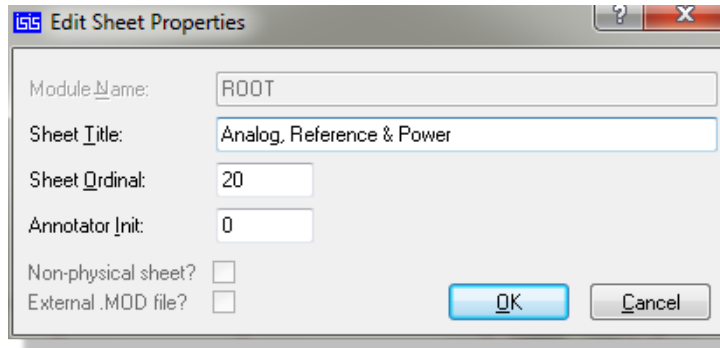 isis Edit Sheet Properties
?
X
Module Name: ROOT
Sheet Title: Analog, Reference & Power
Sheet Ordinal: 20
Annotator Init: 0
Non-physical sheet?
External .MOD file?
OK Cancel